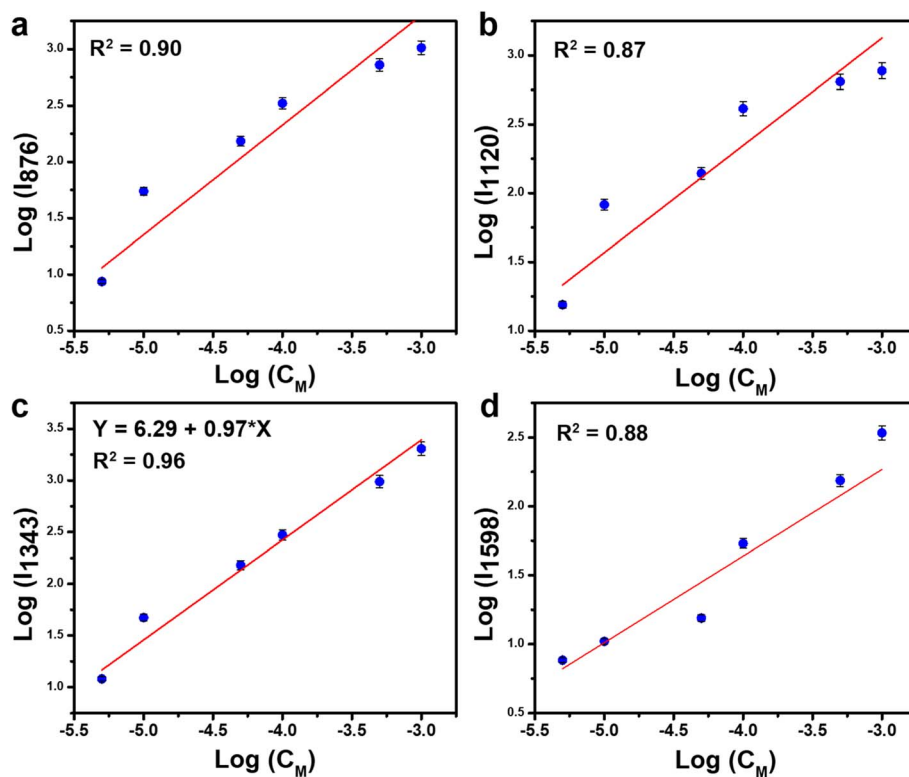 a
R² = 0.90
Log (I876)
3.0
2.5
2.0
1.5
1.0
0.5
-5.5 -5.0 -4.5 -4.0 -3.5 -3.0
Log (CM)
b
R² = 0.87
Log (I1120)
3.0
2.5
2.0
1.5
1.0
-5.5 -5.0 -4.5 -4.0 -3.5 -3.0
Log (CM)
c
Y = 6.29 + 0.97*X
R² = 0.96
Log (I1343)
3.5
3.0
2.5
2.0
1.5
1.0
-5.5 -5.0 -4.5 -4.0 -3.5 -3.0
Log (CM)
d
R² = 0.88
Log (I1598)
2.5
2.0
1.5
1.0
0.5
-5.5 -5.0 -4.5 -4.0 -3.5 -3.0
Log (CM)